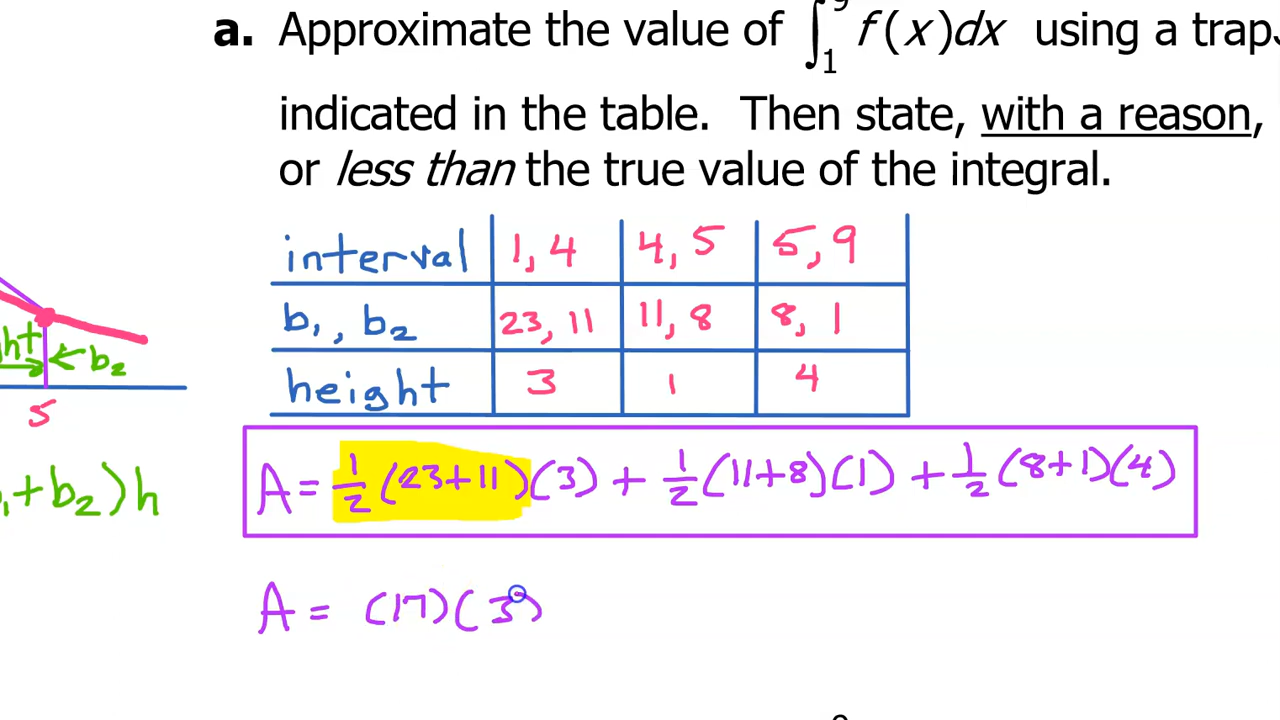 a. Approximate the value of ∫₁⁹ f(x)dx using a
indicated in the table. Then state, with a reason,
or less than the true value of the integral.
interval 1, 4 4, 5 5, 9
b₁, b₂ 23, 11 11, 8 8, 1
height 3 1 4
← b₂
5
+b₂)h
A = 1/2 (23+11)(3) + 1/2 (11+8)(1) + 1/2 (8+1)(4)
A = (17)(3)